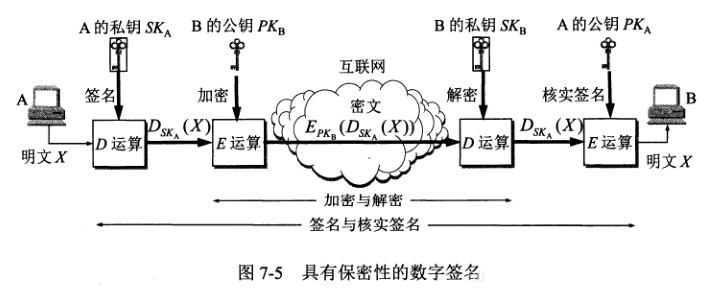 A 的私钥 SK_A
B 的公钥 PK_B
B 的私钥 SK_B
A 的公钥 PK_A
互联网
A
签名
加密
密文
解密
核实签名
B
D 运算
D_{SK_A}(X)
E 运算
E_{PK_B}(D_{SK_A}(X))
D 运算
D_{SK_A}(X)
E 运算
明文 X
明文 X
加密与解密
签名与核实签名
图 7-5 具有保密性的数字签名